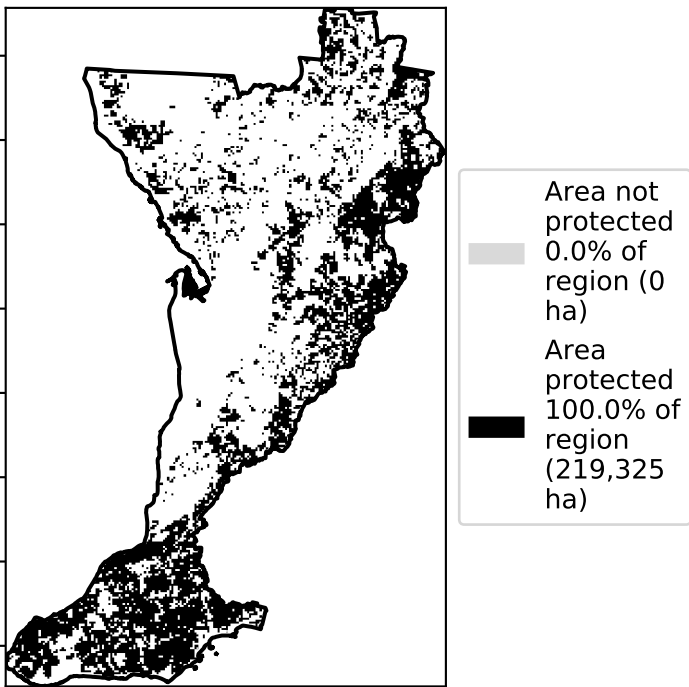 Area not
protected
0.0% of
region (0
ha)
Area
protected
100.0% of
region
(219,325
ha)